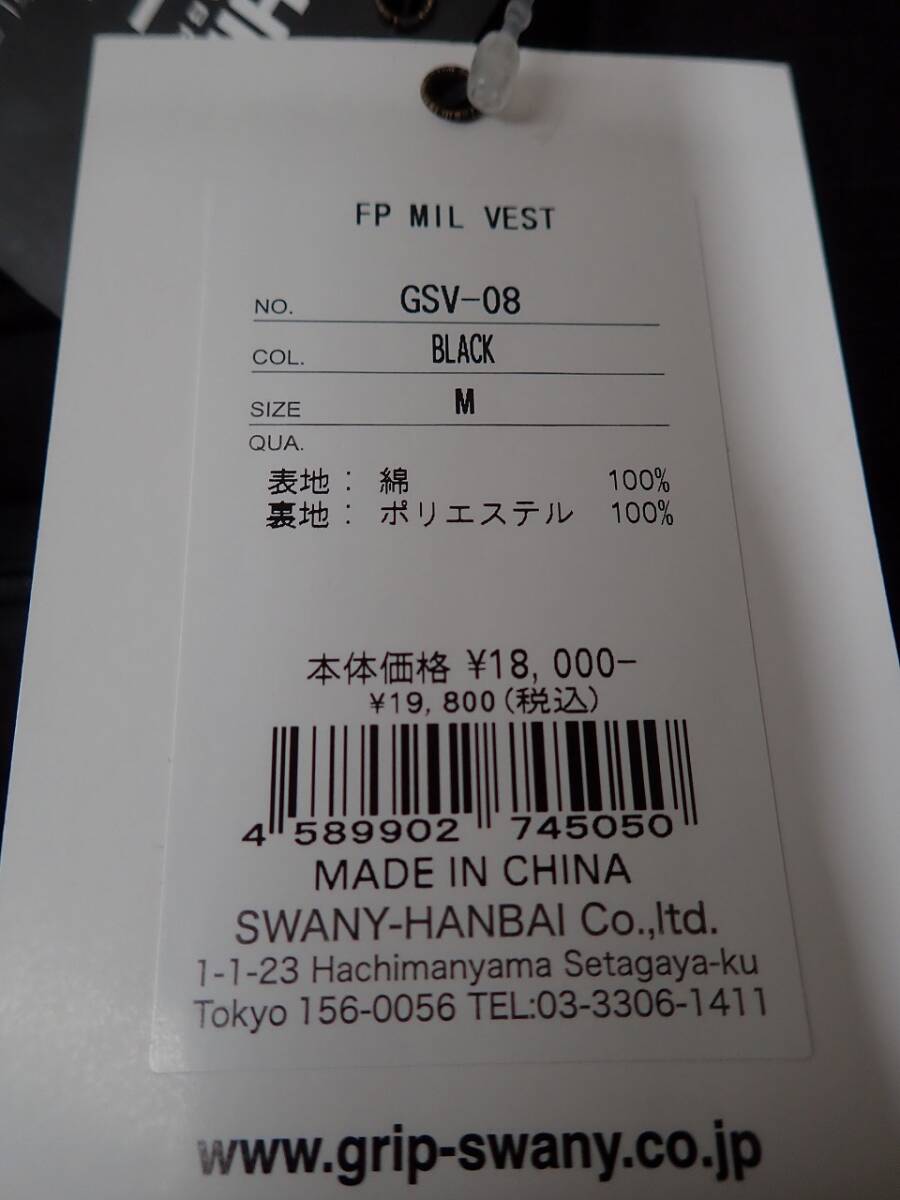 FP MIL VEST
NO. GSV-08
COL. BLACK
SIZE M
QUA.
表地： 綿 100%
裏地： ポリエステル 100%
本体価格 ¥18,000-
¥19,800(税込)
4 589902 745050
MADE IN CHINA
SWANY-HANBAI Co.,ltd.
1-1-23 Hachimanyama Setagaya-ku
Tokyo 156-0056 TEL:03-3306-1411
www.grip-swany.co.jp